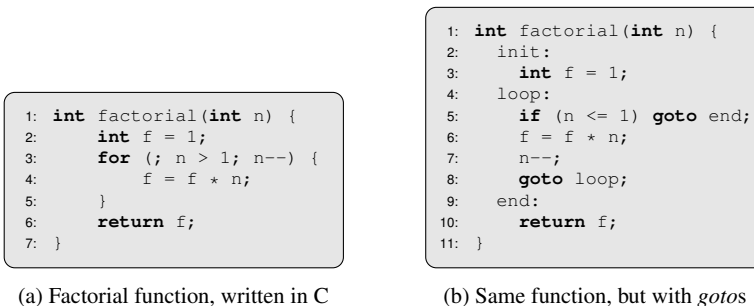 1: int factorial(int n) {
2: int f = 1;
3: for (; n > 1; n--) {
4: f = f * n;
5: }
6: return f;
7: }
(a) Factorial function, written in C
1: int factorial(int n) {
2: init:
3: int f = 1;
4: loop:
5: if (n <= 1) goto end;
6: f = f * n;
7: n--;
8: goto loop;
9: end:
10: return f;
11: }
(b) Same function, but with gotos